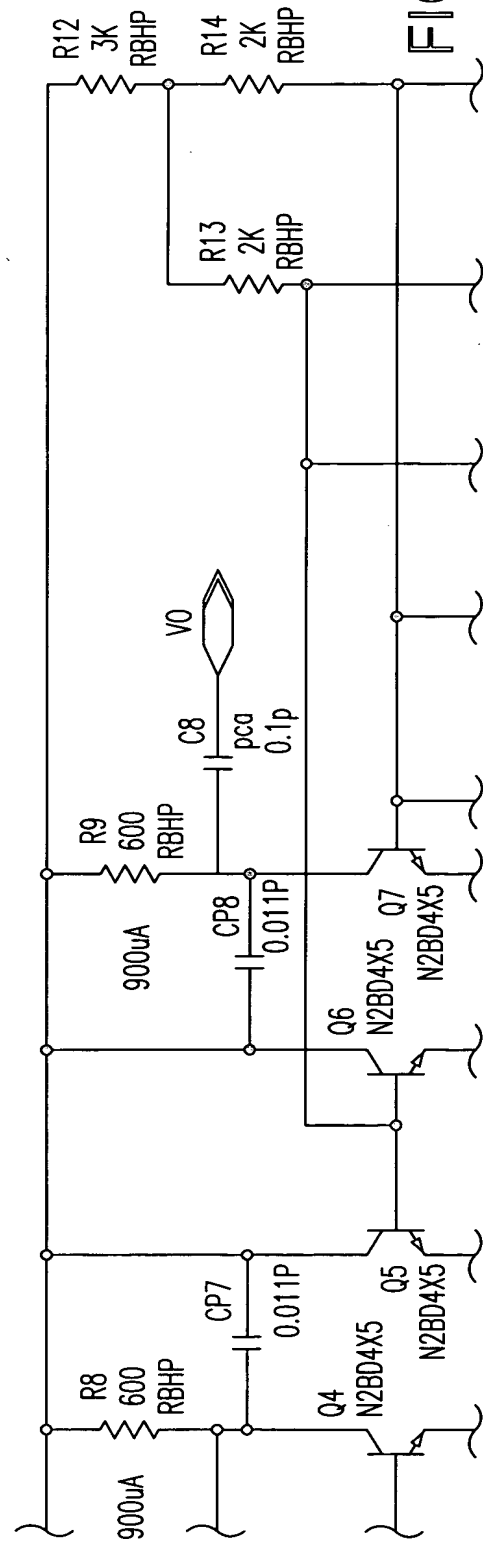 900uA
R8
600
RBHP
CP7
0.011P
Q4
N2BD4X5
Q5
N2BD4X5
900uA
R9
600
RBHP
CP8
0.011P
Q6
N2BD4X5
Q7
N2BD4X5
C8
pca
0.1p
VO
R13
2K
RBHP
R12
3K
RBHP
R14
2K
RBHP